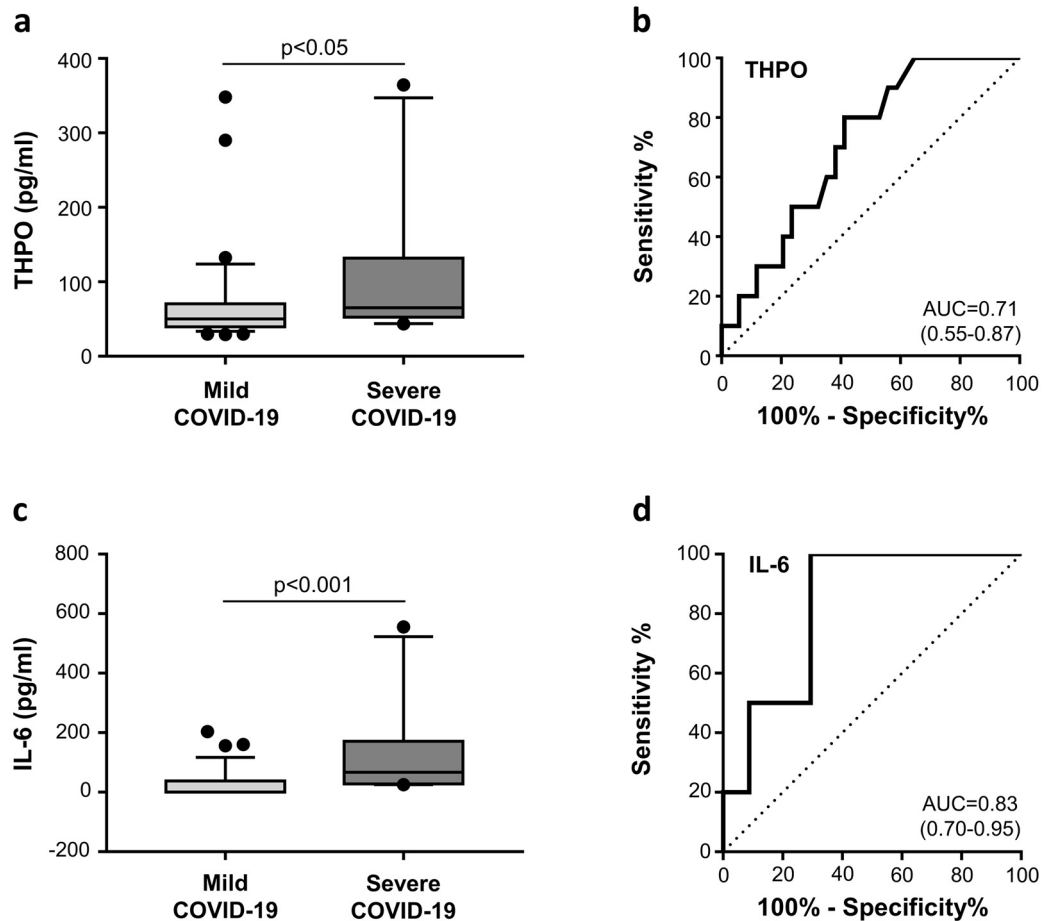 a
p<0.05
THPO (pg/ml)
400
300
200
100
0
Mild
COVID-19
Severe
COVID-19
b
THPO
Sensitivity %
100
80
60
40
20
0
AUC=0.71
(0.55-0.87)
0 20 40 60 80 100
100% - Specificity%
c
p<0.001
IL-6 (pg/ml)
800
600
400
200
0
-200
Mild
COVID-19
Severe
COVID-19
d
IL-6
Sensitivity %
100
80
60
40
20
0
AUC=0.83
(0.70-0.95)
0 20 40 60 80 100
100% - Specificity%